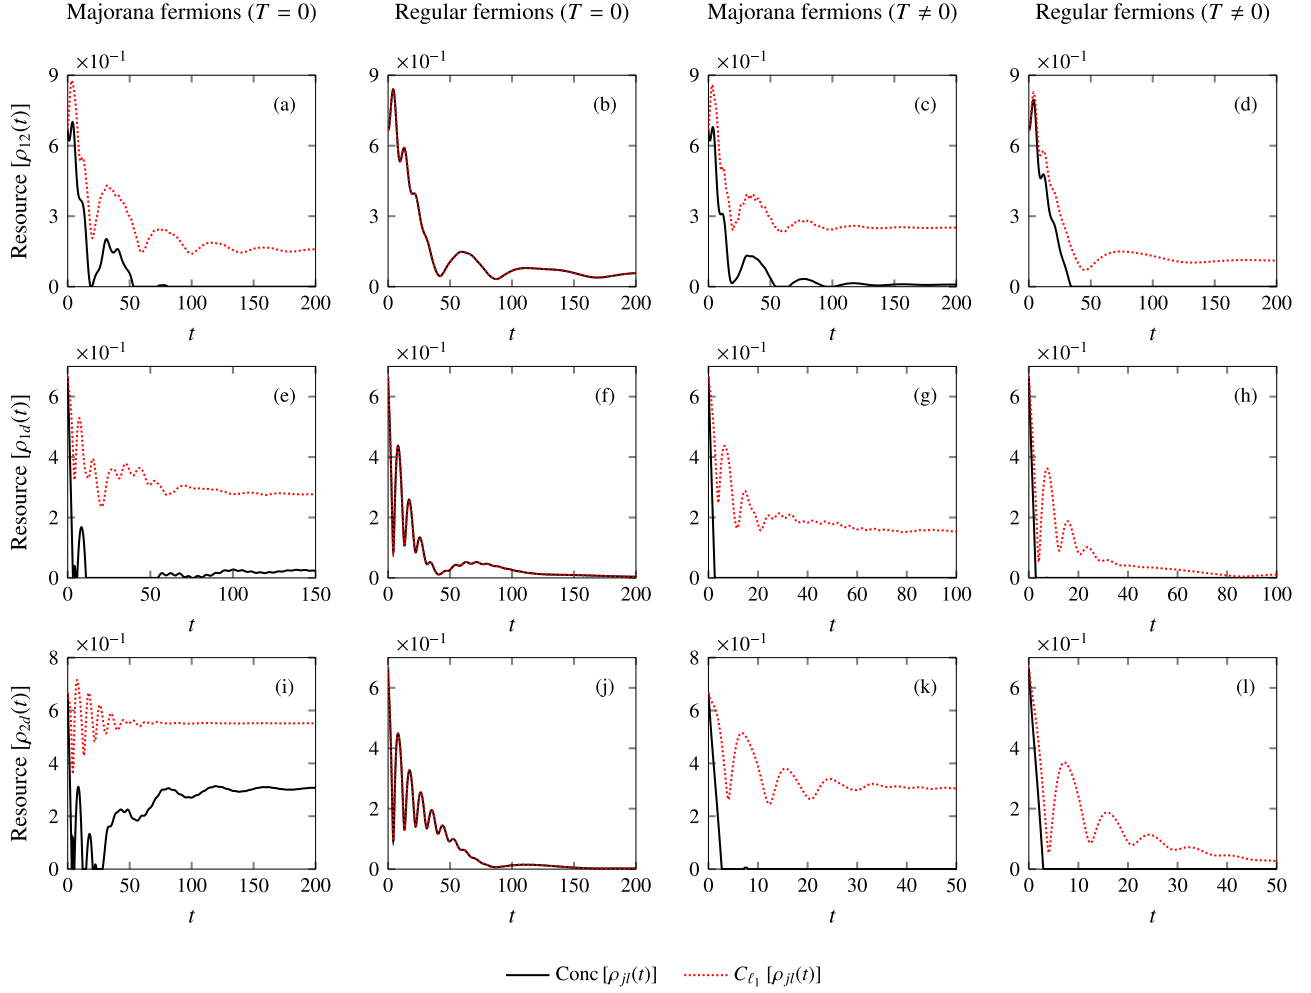 Majorana fermions (T = 0) Regular fermions (T = 0) Majorana fermions (T ≠ 0) Regular fermions (T ≠ 0)
×10⁻¹ ×10⁻¹ ×10⁻¹ ×10⁻¹
9 9 9 9
(a) (b) (c) (d)
6 6 6 6
Resource [ρ₁₂(t)]
3 3 3 3
0 0 0 0
0 50 100 150 200 0 50 100 150 200 0 50 100 150 200 0 50 100 150 200
t t t t
×10⁻¹ ×10⁻¹ ×10⁻¹ ×10⁻¹
(e) (f) (g) (h)
6 6 6 6
Resource [ρ₁d(t)]
4 4 4 4
2 2 2 2
0 0 0 0
0 50 100 150 0 50 100 150 200 0 20 40 60 80 100 0 20 40 60 80 100
t t t t
×10⁻¹ ×10⁻¹ ×10⁻¹ ×10⁻¹
8
(i) (j) (k) (l)
6 6 6 6
Resource [ρ₂d(t)]
4 4 4 4
2 2 2 2
0 0 0 0
0 50 100 150 200 0 50 100 150 200 0 10 20 30 40 50 0 10 20 30 40 50
t t t t
Conc [ρjl(t)] Cℓ₁ [ρjl(t)]